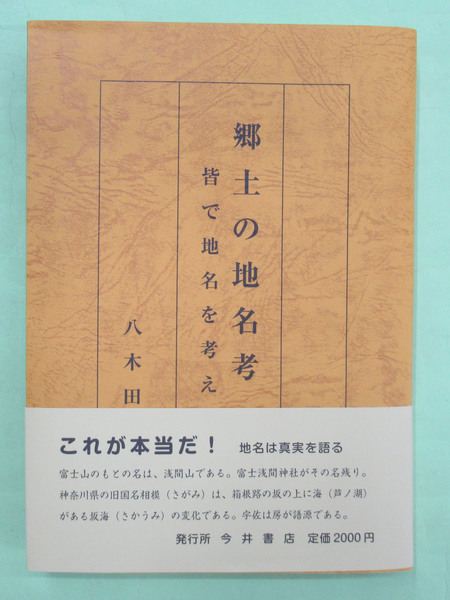 郷土の地名考
皆で地名を考え
八木田
これが本当だ！ 地名は真実を語る
富士山のもとの名は、浅間山である。富士浅間神社がその名残り。
神奈川県の旧国名相模（さがみ）は、箱根路の坂の上に海（芦ノ湖）
がある坂海（さかうみ）の変化である。宇佐は房が語源である。
発行所 今井書店 定価2000円